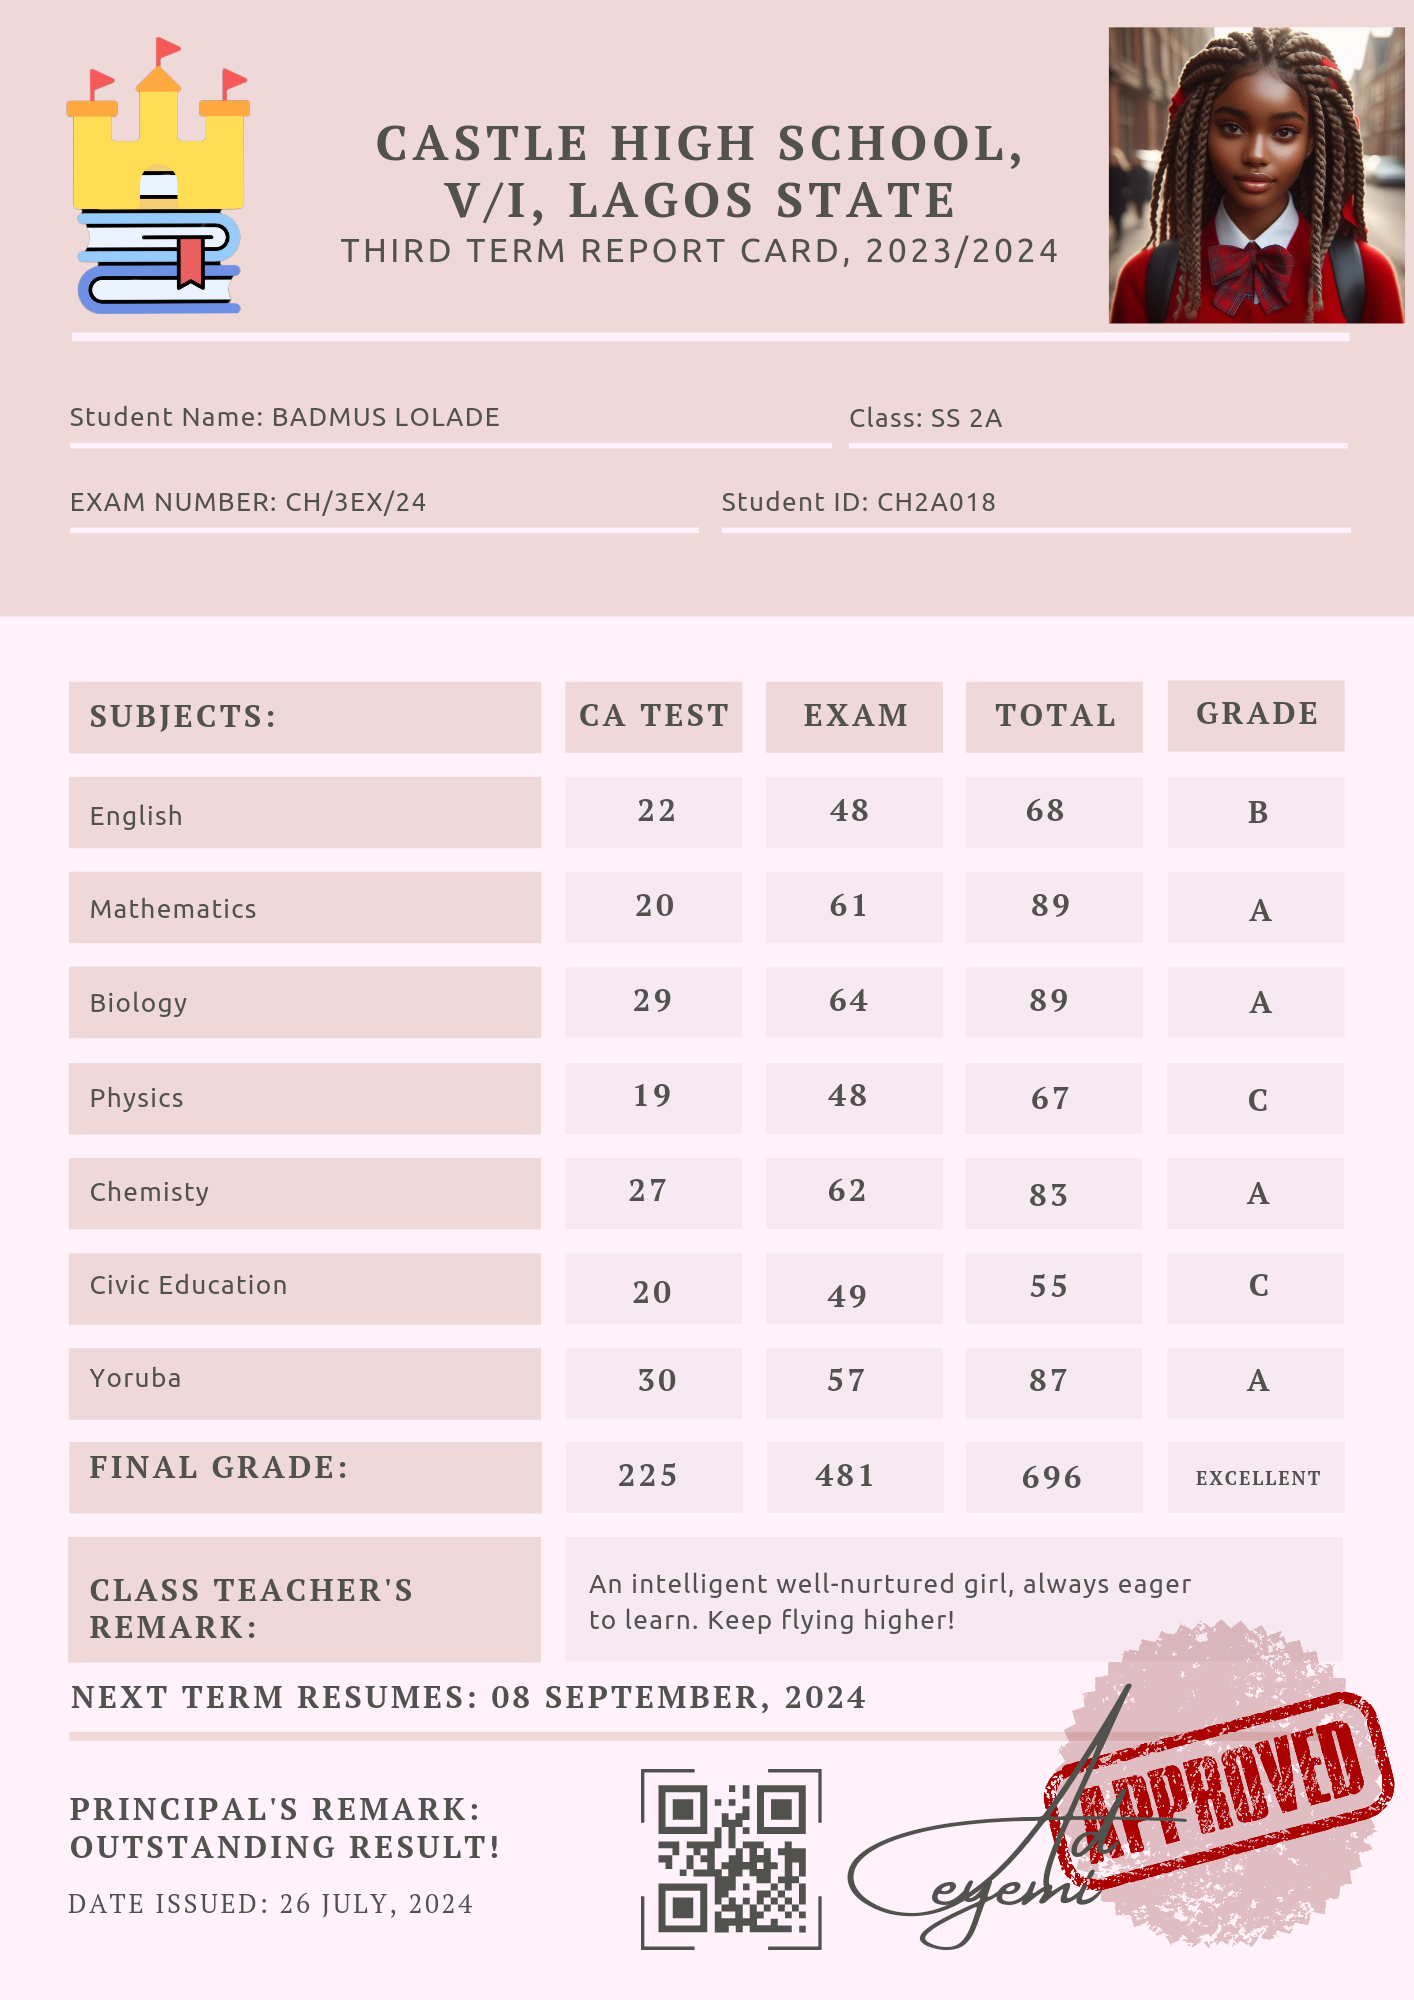 CASTLE HIGH SCHOOL,
V/I, LAGOS STATE
THIRD TERM REPORT CARD, 2023/2024
Student Name: BADMUS LOLADE
Class: SS 2A
EXAM NUMBER: CH/3EX/24
Student ID: CH2A018
SUBJECTS: CA TEST EXAM TOTAL GRADE
English 22 48 68 B
Mathematics 20 61 89 A
Biology 29 64 89 A
Physics 19 48 67 C
Chemisty 27 62 83 A
Civic Education 20 49 55 C
Yoruba 30 57 87 A
FINAL GRADE: 225 481 696 EXCELLENT
CLASS TEACHER'S
REMARK:
An intelligent well-nurtured girl, always eager
to learn. Keep flying higher!
NEXT TERM RESUMES: 08 SEPTEMBER, 2024
PRINCIPAL'S REMARK:
OUTSTANDING RESULT!
DATE ISSUED: 26 JULY, 2024
APPROVED